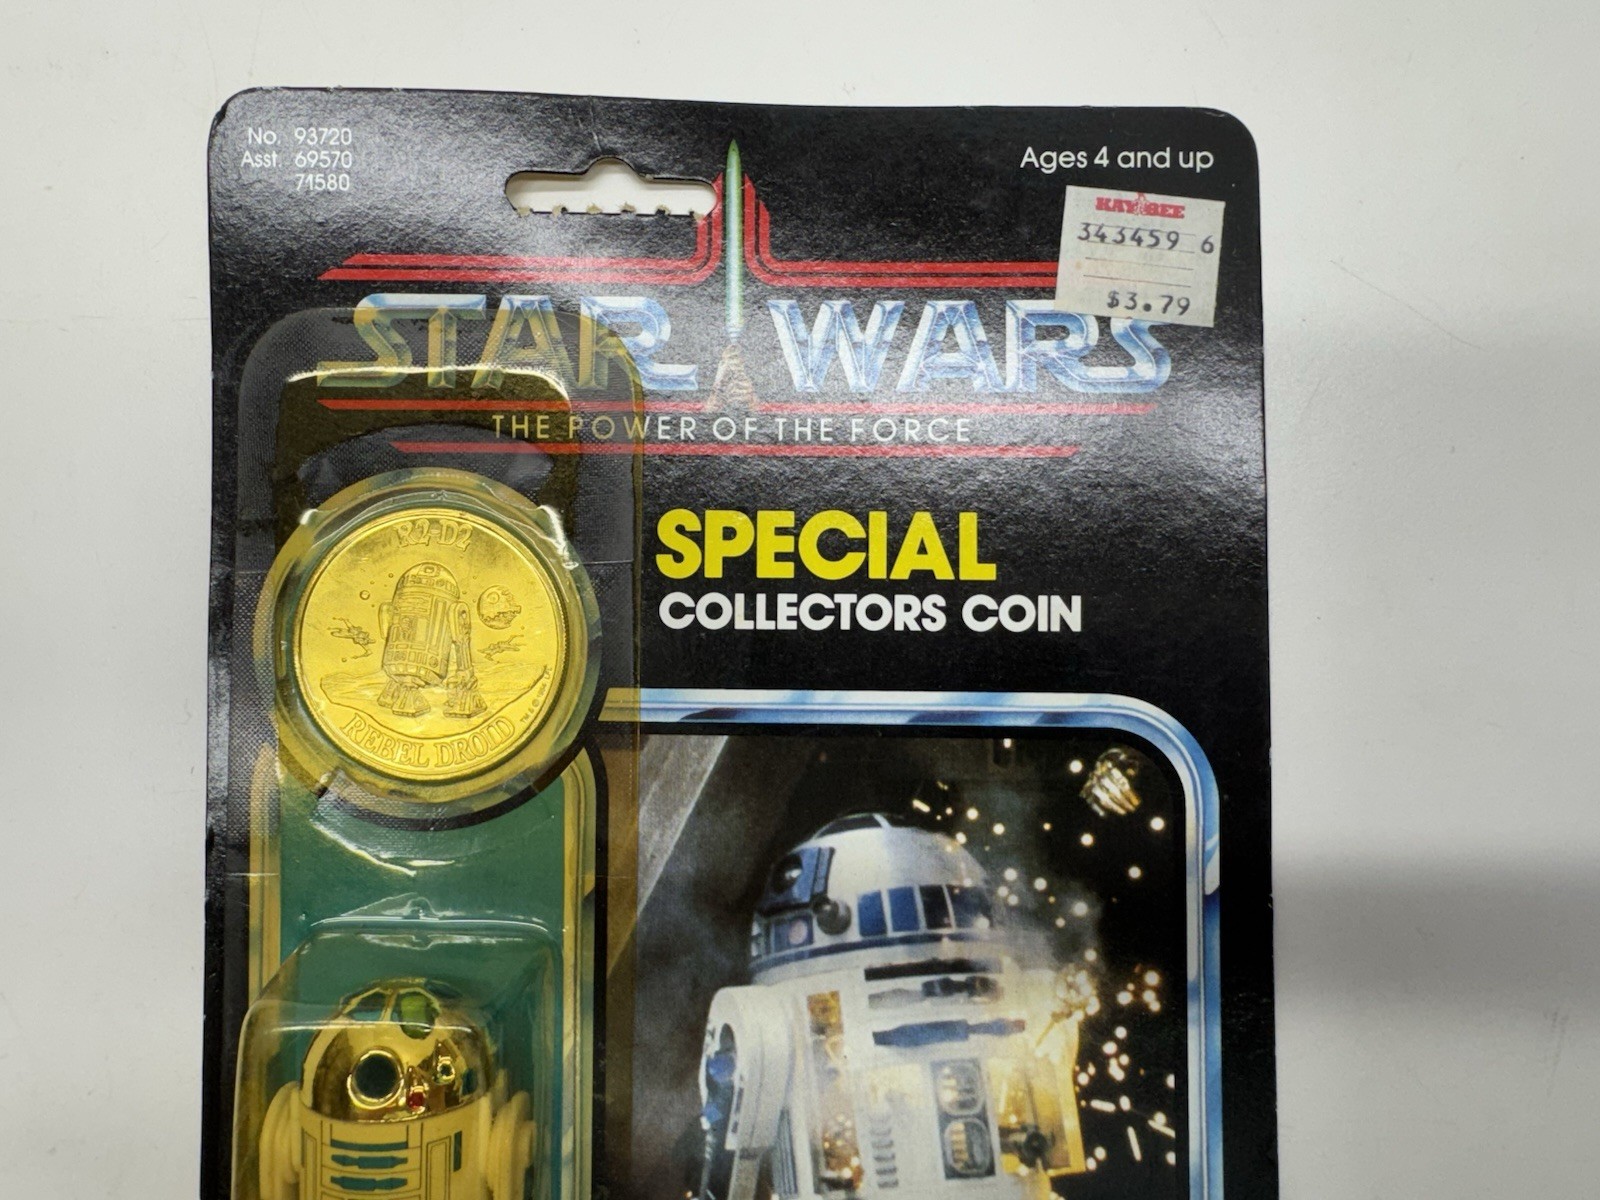 No. 93720
Asst. 69570
71580
Ages 4 and up
KAY BEE
343459 6
$3.79
STAR WARS
THE POWER OF THE FORCE
SPECIAL
COLLECTORS COIN
R2-D2
REBEL DROID